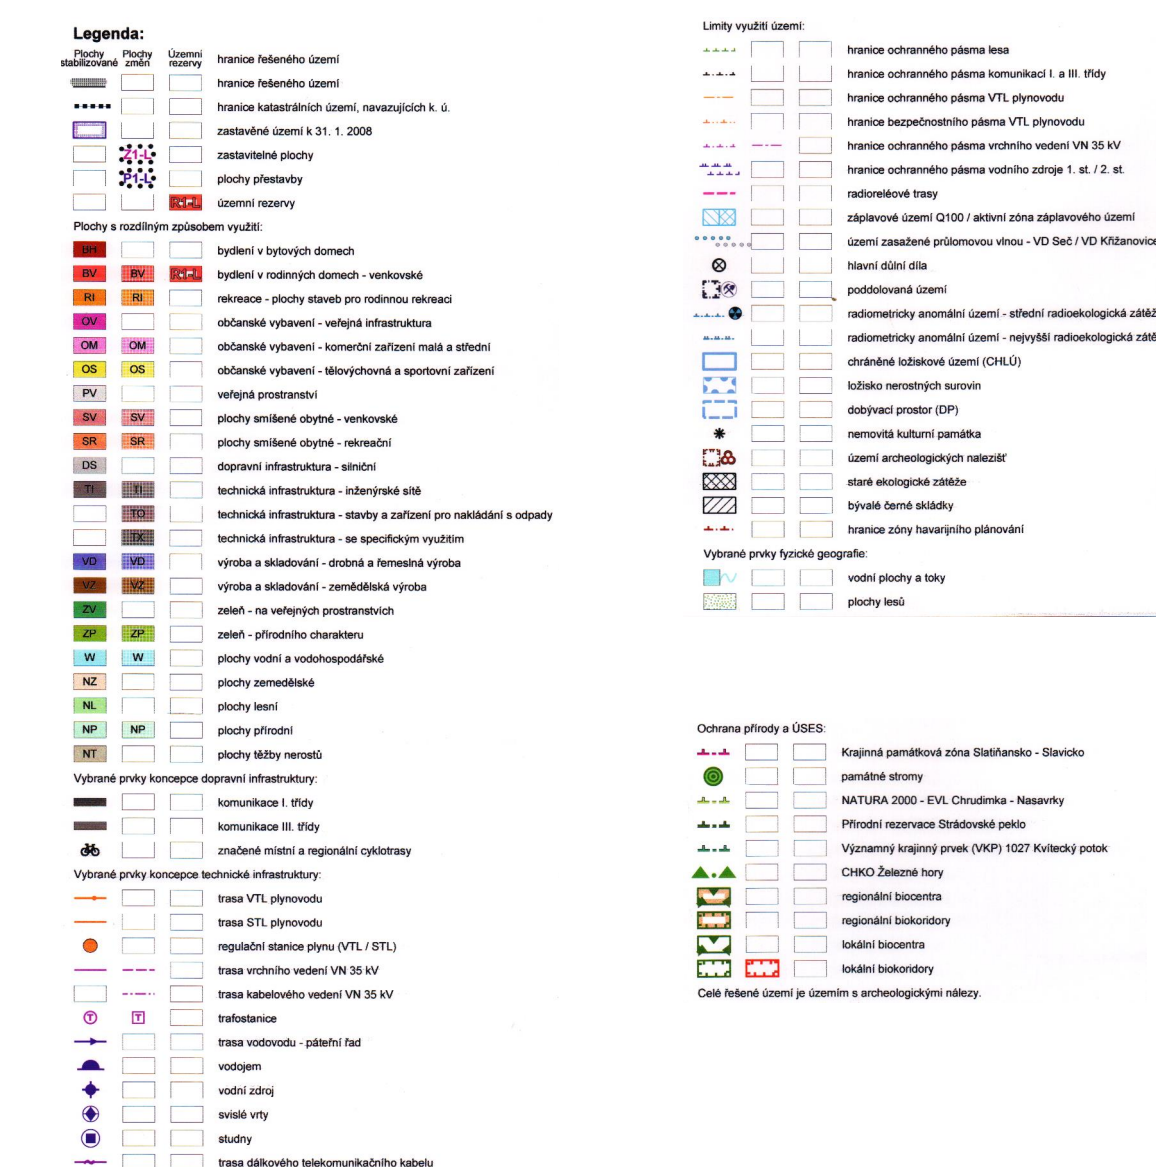 Legenda:
Plochy stabilizované Plochy změn Územní rezervy
hranice řešeného území
hranice řešeného území
hranice katastrálních území, navazujících k. ú.
zastavěné území k 31. 1. 2008
Z1-L zastavitelné plochy
P1-L plochy přestavby
R1-L územni rezervy
Plochy s rozdílným způsobem využití:
BH bydlení v bytových domech
BV BV R1-L bydlení v rodinných domech - venkovské
RI RI rekreace - plochy staveb pro rodinnou rekreaci
OV občanské vybavení - veřejná infrastruktura
OM OM občanské vybavení - komerční zařízení malá a střední
OS OS občanské vybavení - tělovýchovná a sportovní zařízení
PV veřejná prostranství
SV SV plochy smíšené obytné - venkovské
SR SR plochy smíšené obytné - rekreační
DS dopravní infrastruktura - silniční
TI TI technická infrastruktura - inženýrské sítě
TO technická infrastruktura - stavby a zařízení pro nakládání s odpady
TX technická infrastruktura - se specifickým využitím
VD VD výroba a skladování - drobná a řemeslná výroba
VZ VZ výroba a skladování - zemědělská výroba
ZV zeleň - na veřejných prostranstvích
ZP ZP zeleň - přírodního charakteru
W W plochy vodní a vodohospodářské
NZ plochy zemedělské
NL plochy lesní
NP NP plochy přírodní
NT plochy těžby nerostů
Vybrané prvky koncepce dopravní infrastruktury:
komunikace I. třídy
komunikace III. třídy
značené místní a regionální cyklotrasy
Vybrané prvky koncepce technické infrastruktury:
trasa VTL plynovodu
trasa STL plynovodu
regulační stanice plynu (VTL / STL)
trasa vrchního vedení VN 35 kV
trasa kabelového vedení VN 35 kV
T T trafostanice
trasa vodovodu - páteřní řad
vodojem
vodní zdroj
svislé vrty
studny
trasa dálkového telekomunikačního kabelu
Limity využití území:
hranice ochranného pásma lesa
hranice ochranného pásma komunikací I. a III. třídy
hranice ochranného pásma VTL plynovodu
hranice bezpečnostního pásma VTL plynovodu
hranice ochranného pásma vrchního vedení VN 35 kV
hranice ochranného pásma vodního zdroje 1. st. / 2. st.
radioreléové trasy
záplavové území Q100 / aktivní zóna záplavového území
území zasažené průlomovou vlnou - VD Seč / VD Křižanovice
hlavní důlní díla
poddolovaná území
radiometricky anomální území - střední radioekologická zátěž
radiometricky anomální území - nejvyšší radioekologická zátě
chráněné ložiskové území (CHLÚ)
ložisko nerostných surovin
dobývací prostor (DP)
nemovitá kulturní památka
území archeologických nalezišť
staré ekologické zátěže
bývalé černé skládky
hranice zóny havarijního plánování
Vybrané prvky fyzické geografie:
vodní plochy a toky
plochy lesů
Ochrana přírody a ÚSES:
Krajinná památková zóna Slatiňansko - Slavicko
památné stromy
NATURA 2000 - EVL Chrudimka - Nasavrky
Přírodní rezervace Strádovské peklo
Významný krajinný prvek (VKP) 1027 Kvítecký potok
CHKO Železné hory
regionální biocentra
regionální biokoridory
lokální biocentra
lokální biokoridory
Celé řešené území je územím s archeologickými nálezy.